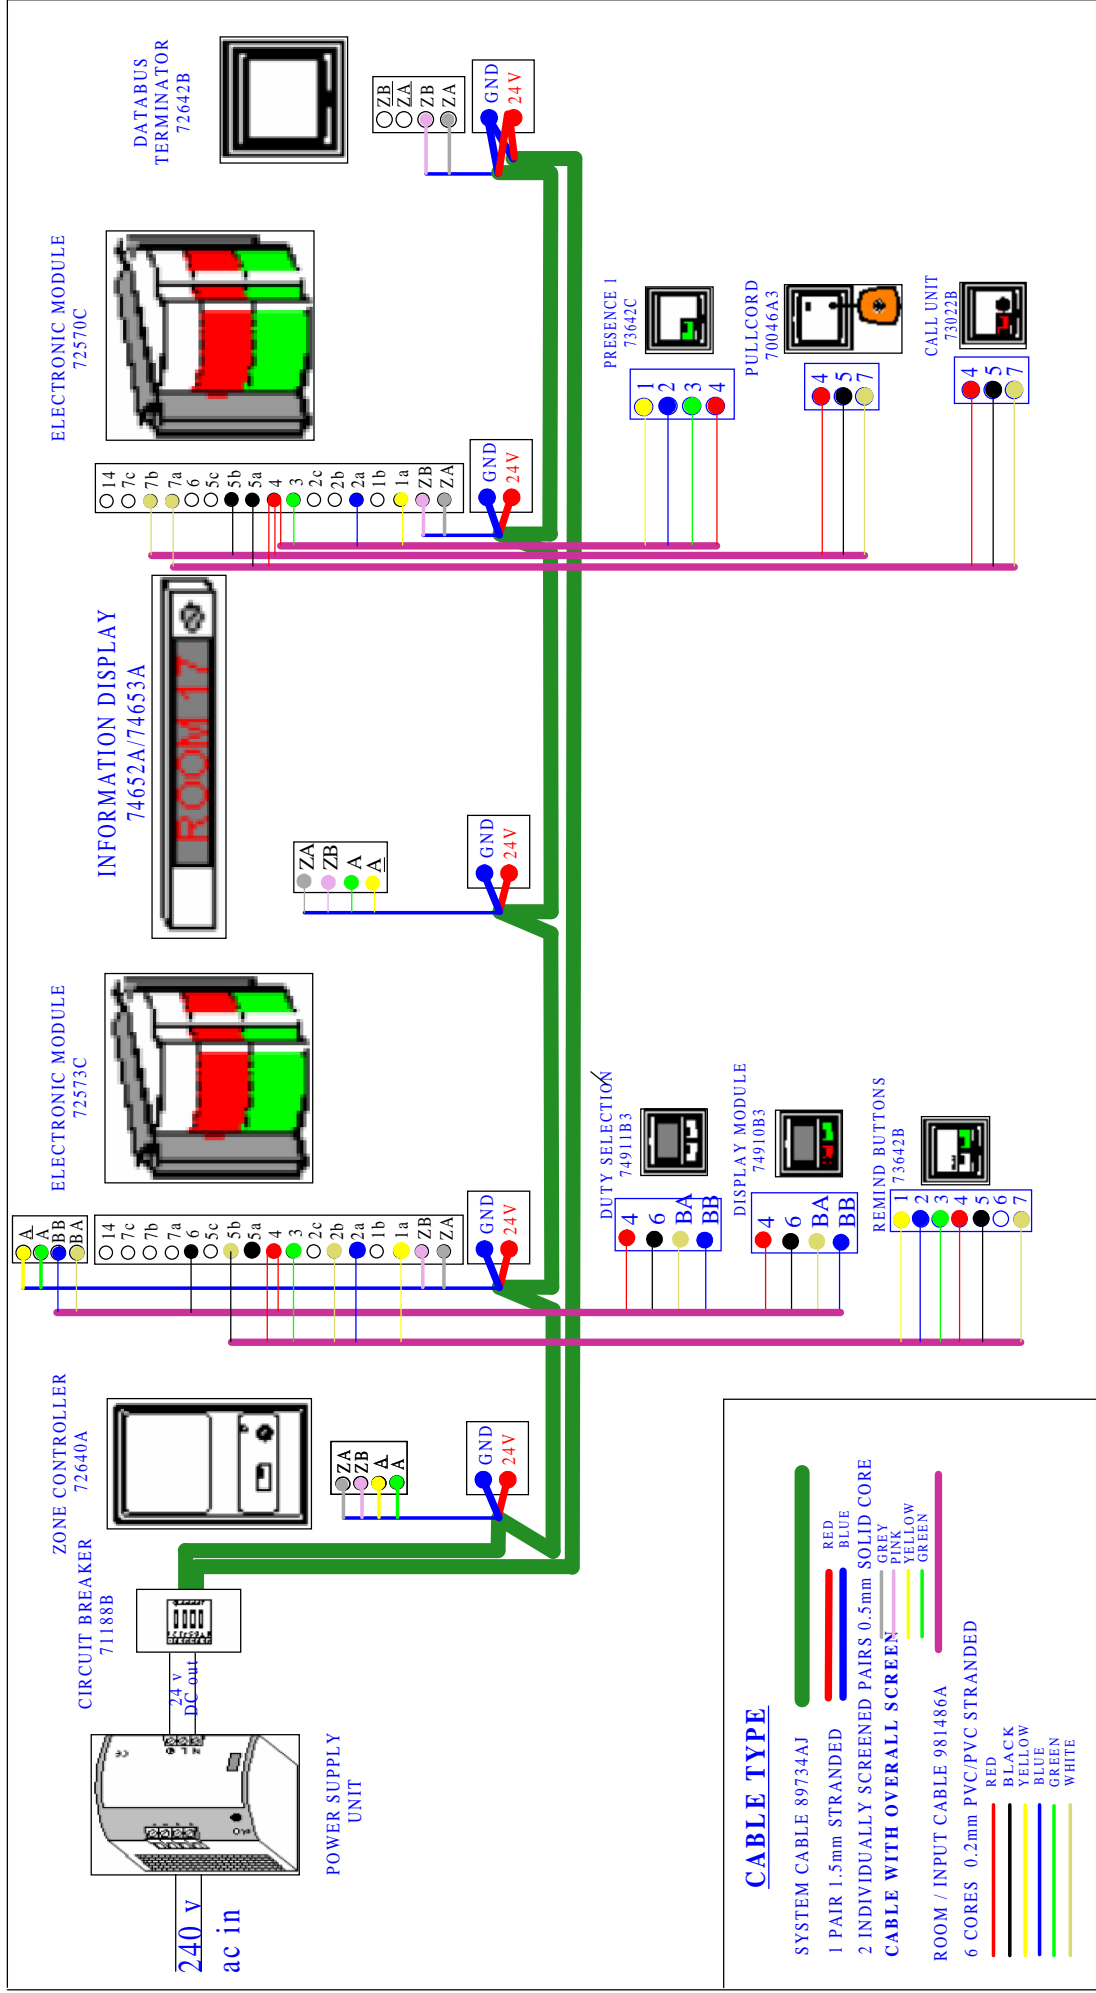 240 v
ac in
POWER SUPPLY
UNIT
24 v
DC out
CIRCUIT BREAKER
71188B
ZONE CONTROLLER
72640A
ZA
ZB
A
A
GND
24V
ELECTRONIC MODULE
72573C
A
A
BB
BA
14
7c
7b
7a
6
5c
5b
5a
4
3
2c
2b
2a
1b
1a
ZB
ZA
GND
24V
DUTY SELECTION
74911B3
4
6
BA
BB
DISPLAY MODULE
74910B3
4
6
BA
BB
REMIND BUTTONS
73642B
1
2
3
4
5
6
7
INFORMATION DISPLAY
74652A/74653A
ROOM 17
ZA
ZB
A
A
GND
24V
ELECTRONIC MODULE
72570C
14
7c
7b
7a
6
5c
5b
5a
4
3
2c
2b
2a
1b
1a
ZB
ZA
GND
24V
PRESENCE 1
73642C
1
2
3
4
PULLCORD
70046A3
4
5
7
CALL UNIT
73022B
4
5
7
DATABUS
TERMINATOR
72642B
ZB
ZA
ZB
ZA
GND
24V
CABLE TYPE
SYSTEM CABLE 89734AJ
1 PAIR 1.5mm STRANDED
RED
BLUE
2 INDIVIDUALLY SCREENED PAIRS 0.5mm SOLID CORE
CABLE WITH OVERALL SCREEN
GREY
PINK
YELLOW
GREEN
ROOM / INPUT CABLE 981486A
6 CORES 0.2mm PVC/PVC STRANDED
RED
BLACK
YELLOW
BLUE
GREEN
WHITE